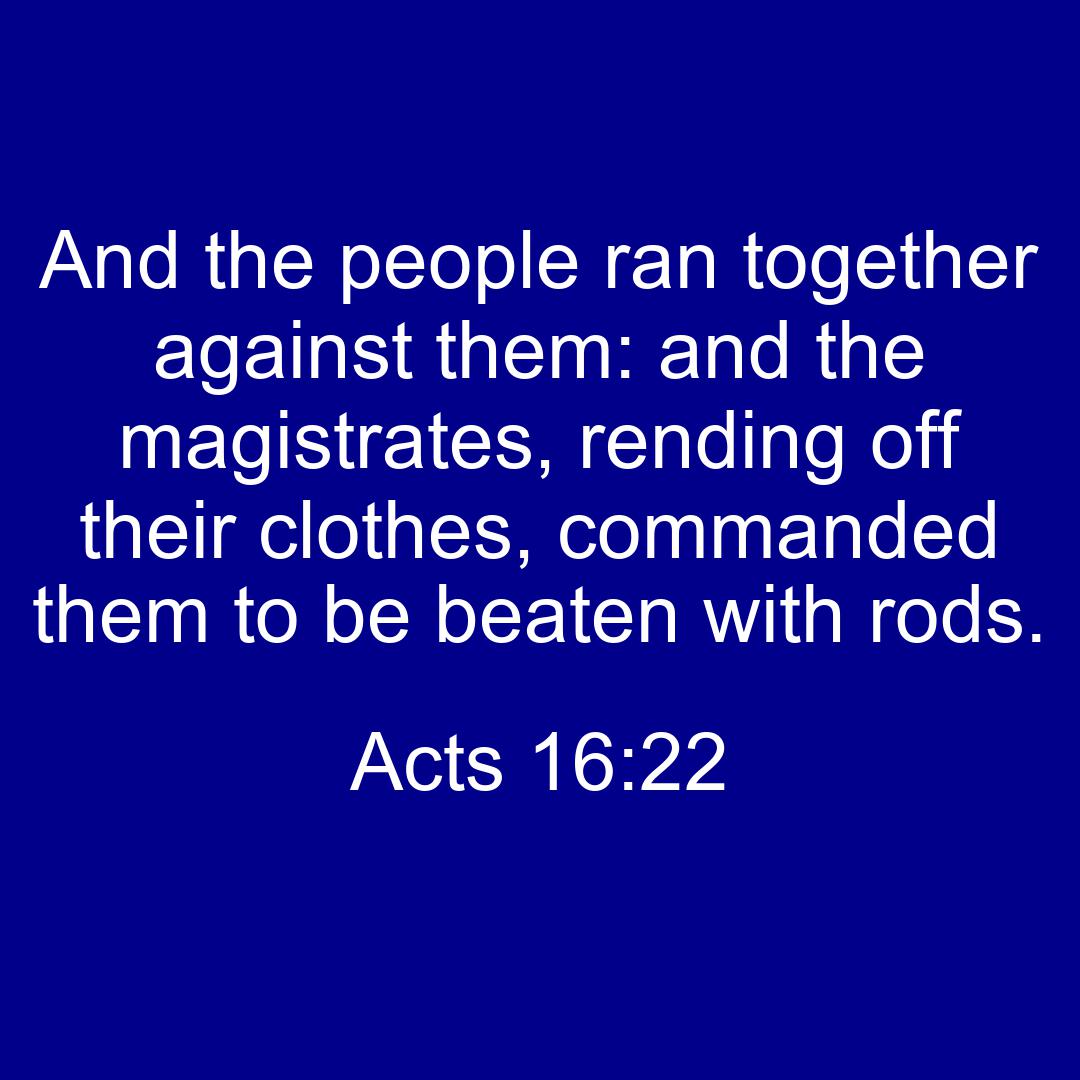 And the people ran together
against them: and the
magistrates, rending off
their clothes, commanded
them to be beaten with rods.
Acts 16:22